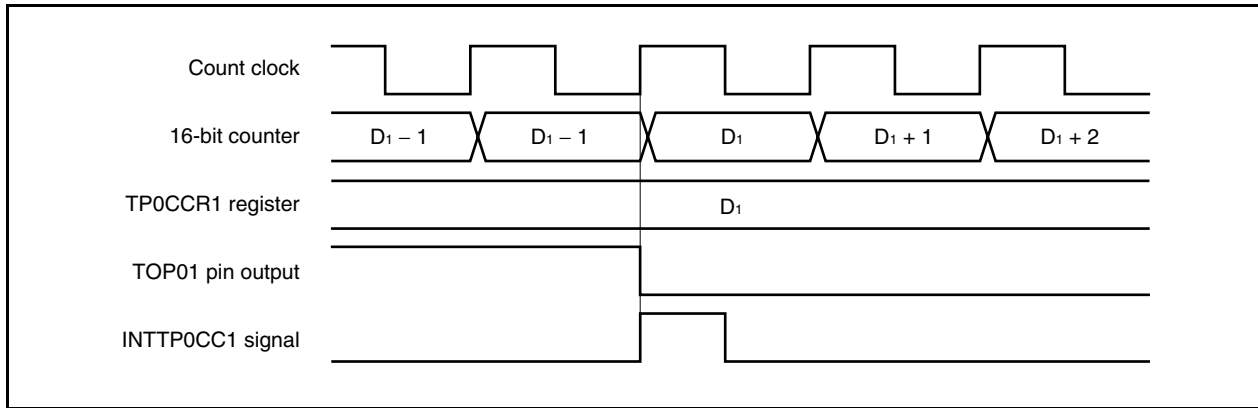 Count clock
16-bit counter D1 − 1 D1 − 1 D1 D1 + 1 D1 + 2
TP0CCR1 register D1
TOP01 pin output
INTTP0CC1 signal